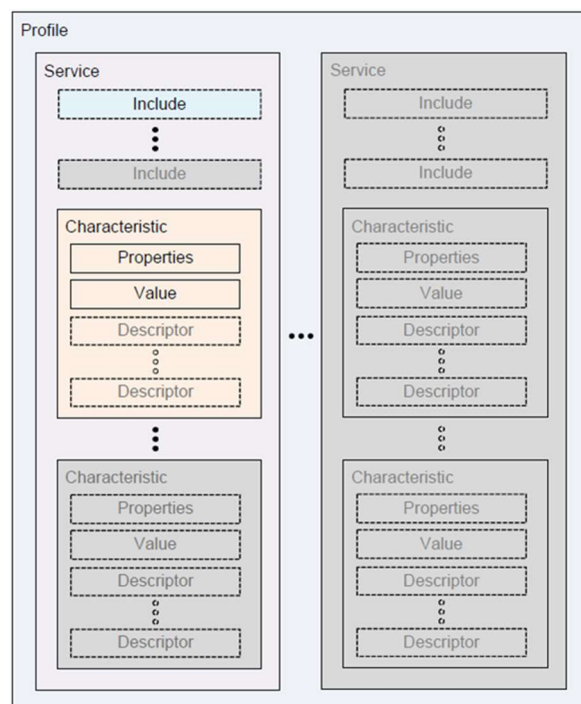 Profile
Service
Include
Include
Characteristic
Properties
Value
Descriptor
Descriptor
Characteristic
Properties
Value
Descriptor
Descriptor
Service
Include
Include
Characteristic
Properties
Value
Descriptor
Descriptor
Characteristic
Properties
Value
Descriptor
Descriptor